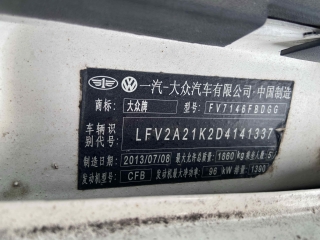 一汽-大众汽车有限公司·中国制造
商标: 大众牌 型号: FV7146FBDGG
车辆识别代号: LFV2A21K2D4141337
制造日期: 2013/07/08 最大允许总质量: 1880 kg 乘坐人数: 5
发动机型号: CFB 发动机最大净功率: 96 kW 排量: 1390